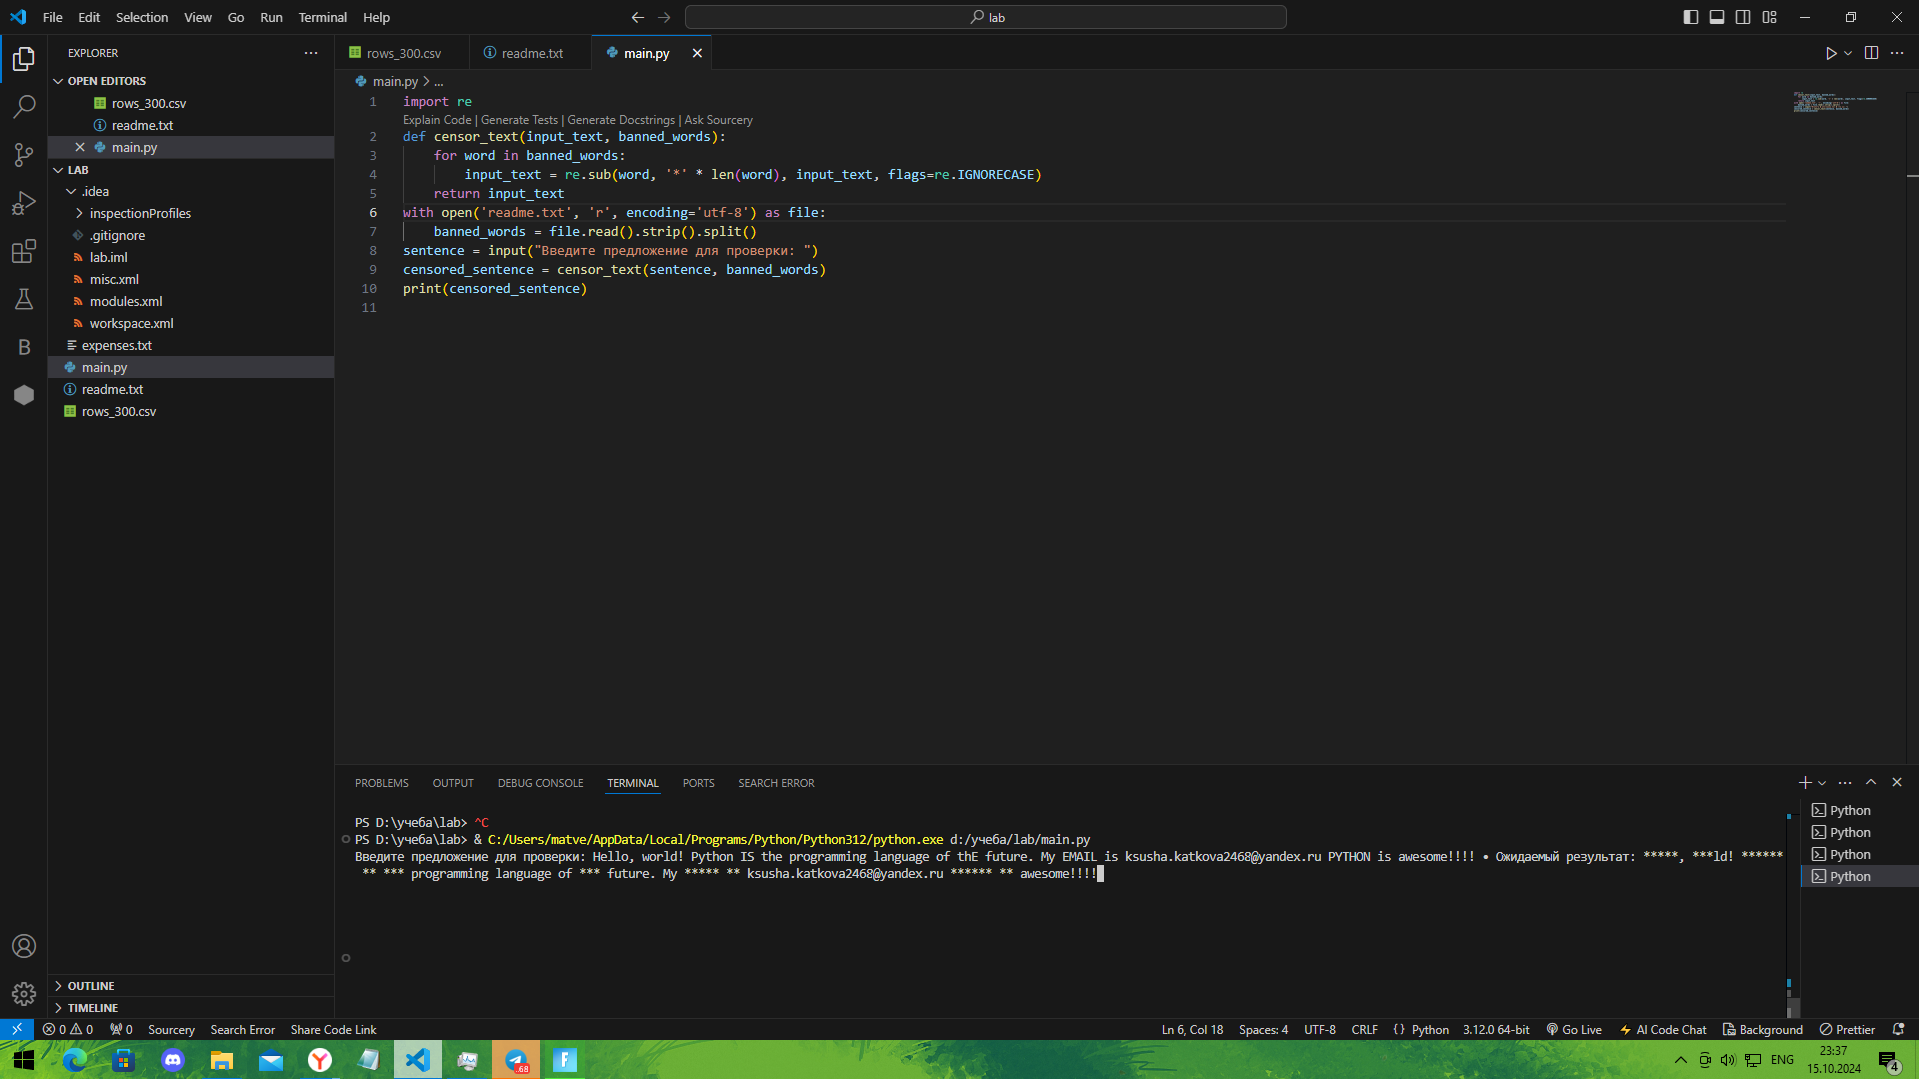 File Edit Selection View Go Run Terminal Help
lab
EXPLORER
OPEN EDITORS
rows_300.csv
readme.txt
main.py
LAB
.idea
inspectionProfiles
.gitignore
lab.iml
misc.xml
modules.xml
workspace.xml
expenses.txt
main.py
readme.txt
rows_300.csv
OUTLINE
TIMELINE
rows_300.csv readme.txt main.py
main.py > ...
1 import re
Explain Code | Generate Tests | Generate Docstrings | Ask Sourcery
2 def censor_text(input_text, banned_words):
3 for word in banned_words:
4 input_text = re.sub(word, '*' * len(word), input_text, flags=re.IGNORECASE)
5 return input_text
6 with open('readme.txt', 'r', encoding='utf-8') as file:
7 banned_words = file.read().strip().split()
8 sentence = input("Введите предложение для проверки: ")
9 censored_sentence = censor_text(sentence, banned_words)
10 print(censored_sentence)
11
PROBLEMS OUTPUT DEBUG CONSOLE TERMINAL PORTS SEARCH ERROR
PS D:\учеба\lab> ^C
PS D:\учеба\lab> & C:/Users/matve/AppData/Local/Programs/Python/Python312/python.exe d:/учеба/lab/main.py
Введите предложение для проверки: Hello, world! Python IS the programming language of thE future. My EMAIL is ksusha.katkova2468@yandex.ru PYTHON is awesome!!!! • Ожидаемый результат: *****, ***ld! ******
** *** programming language of *** future. My ***** ** ksusha.katkova2468@yandex.ru ****** ** awesome!!!!
Python
Python
Python
Python
0 0 0 Sourcery Search Error Share Code Link Ln 6, Col 18 Spaces: 4 UTF-8 CRLF { } Python 3.12.0 64-bit Go Live AI Code Chat Background Prettier
B
.68
F
ENG
23:37
15.10.2024
4